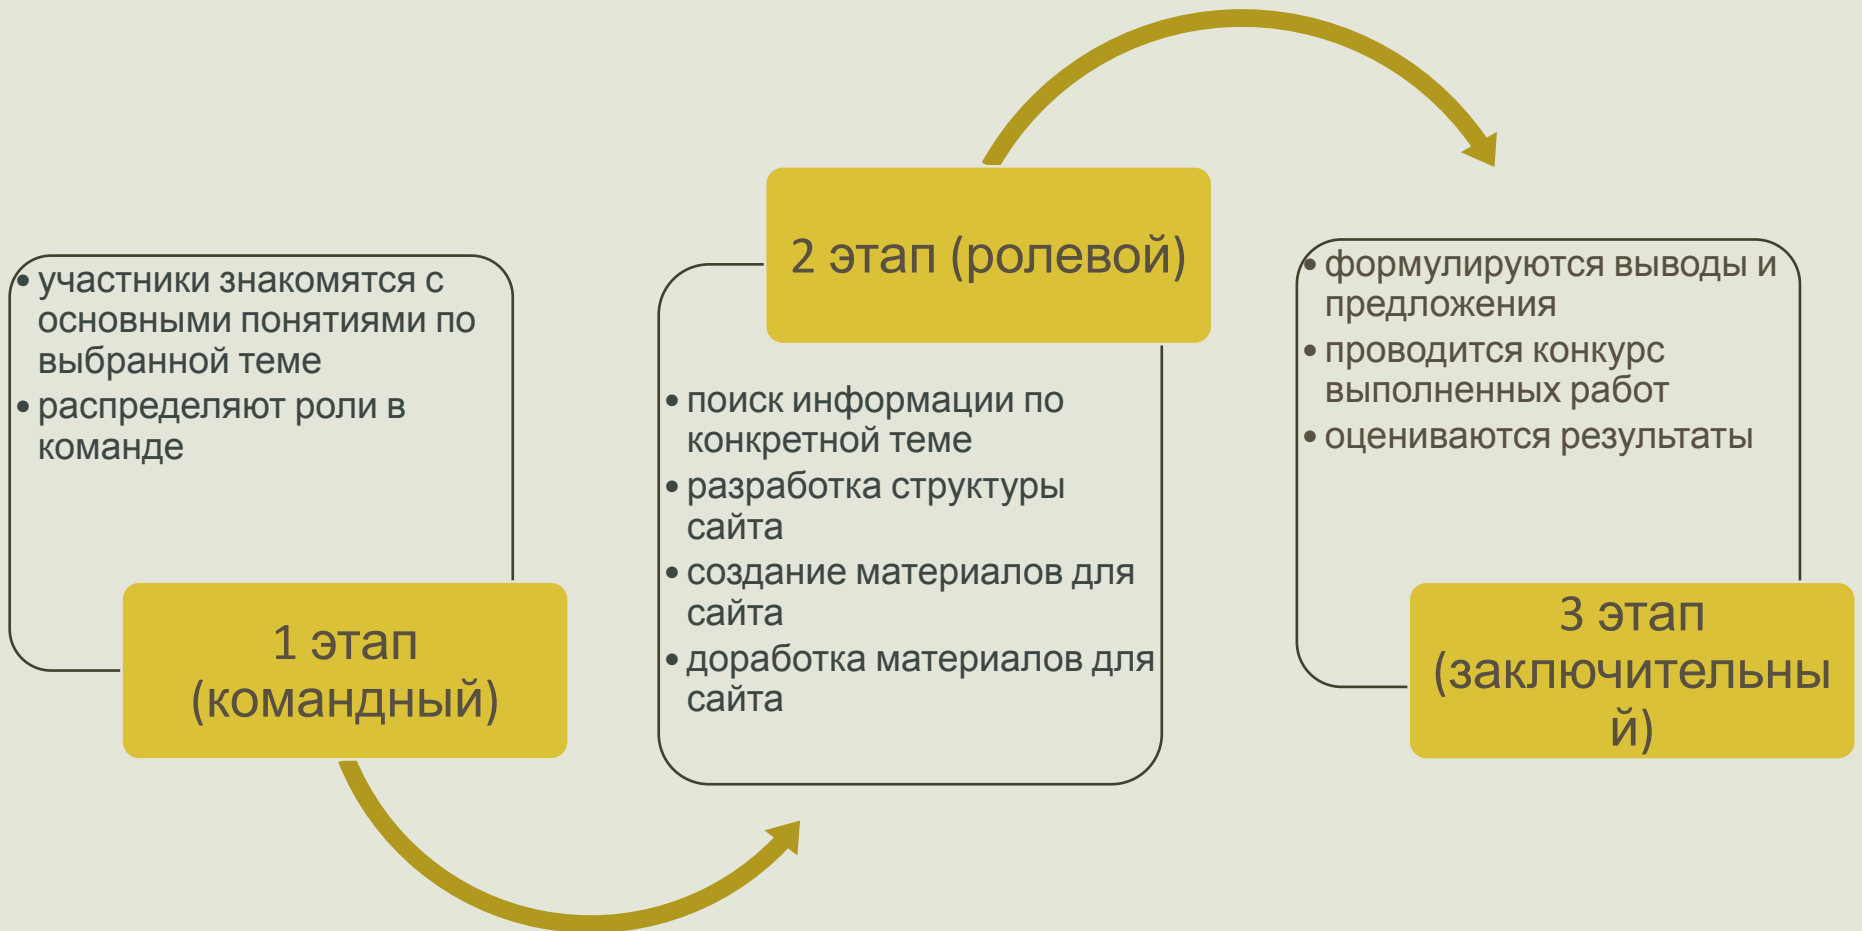 • участники знакомятся с
основными понятиями по
выбранной теме
• распределяют роли в
команде
1 этап
(командный)
2 этап (ролевой)
• поиск информации по
конкретной теме
• разработка структуры
сайта
• создание материалов для
сайта
• доработка материалов для
сайта
• формулируются выводы и
предложения
• проводится конкурс
выполненных работ
• оцениваются результаты
3 этап
(заключительны
й)